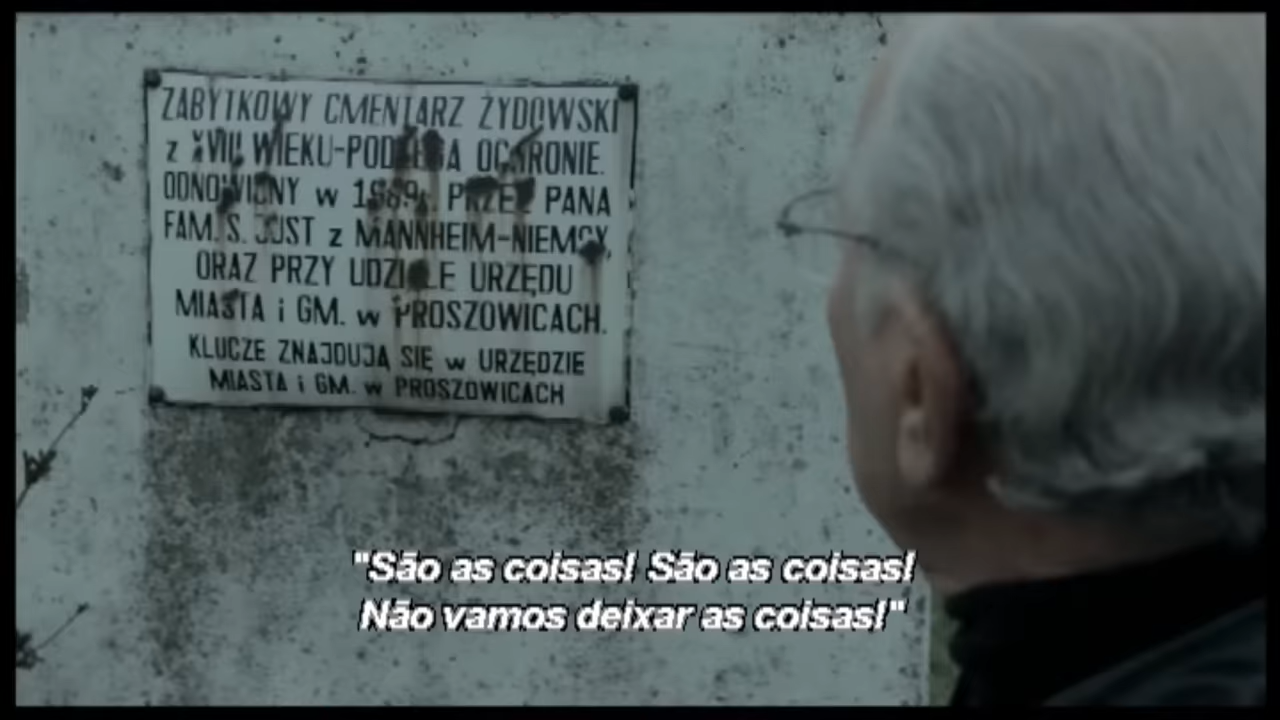 ZABYTKOWY CMENTARZ ŻYDOWSKI
z XVIII WIEKU-PODLEGA OCHRONIE.
ODNOWIONY w 1989r. PRZEZ PANA
FAM. S. JUST z MANNHEIM-NIEMCY,
ORAZ PRZY UDZIALE URZĘDU
MIASTA i GM. w PROSZOWICACH.
KLUCZE ZNAJDUJĄ SIĘ w URZĘDZIE
MIASTA i GM. w PROSZOWICACH
"São as coisas! São as coisas!
Não vamos deixar as coisas!"